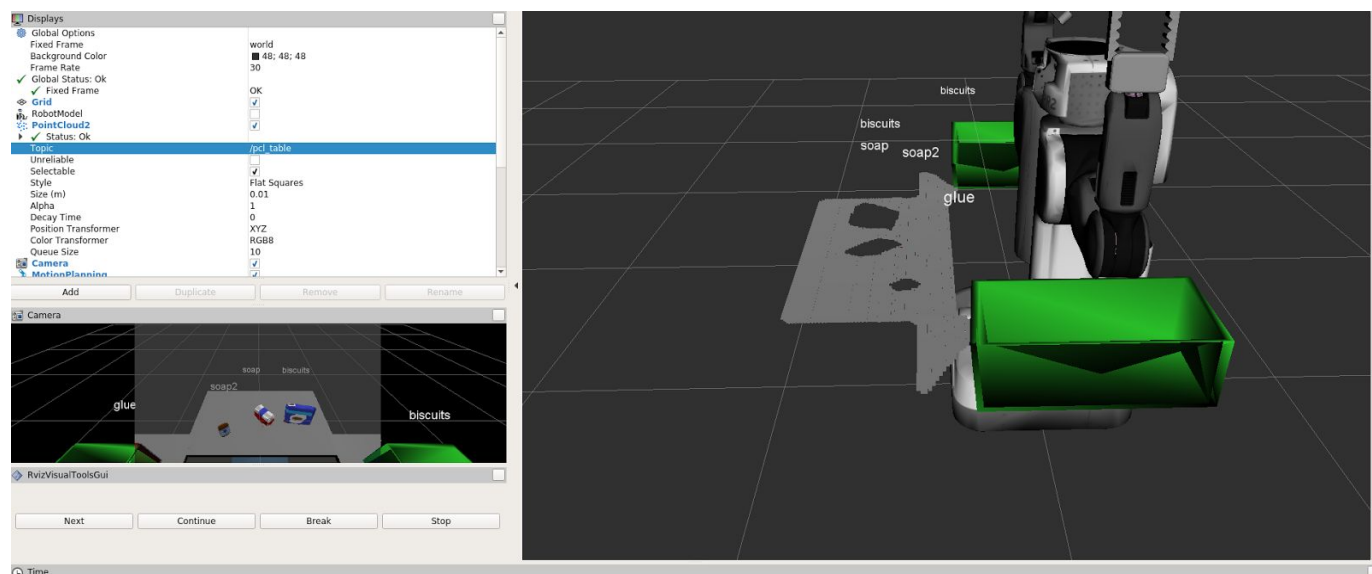 Displays
Global Options
Fixed Frame world
Background Color 48; 48; 48
Frame Rate 30
Global Status: Ok
Fixed Frame OK
Grid
RobotModel
PointCloud2
Status: Ok
Topic /pcl_table
Unreliable
Selectable
Style Flat Squares
Size (m) 0.01
Alpha 1
Decay Time 0
Position Transformer XYZ
Color Transformer RGB8
Queue Size 10
Camera
MotionPlanning
Add Duplicate Remove Rename
Camera
soap biscuits
soap2
glue
biscuits
RvizVisualToolsGui
Next Continue Break Stop
Time
biscuits
biscuits
soap soap2
glue